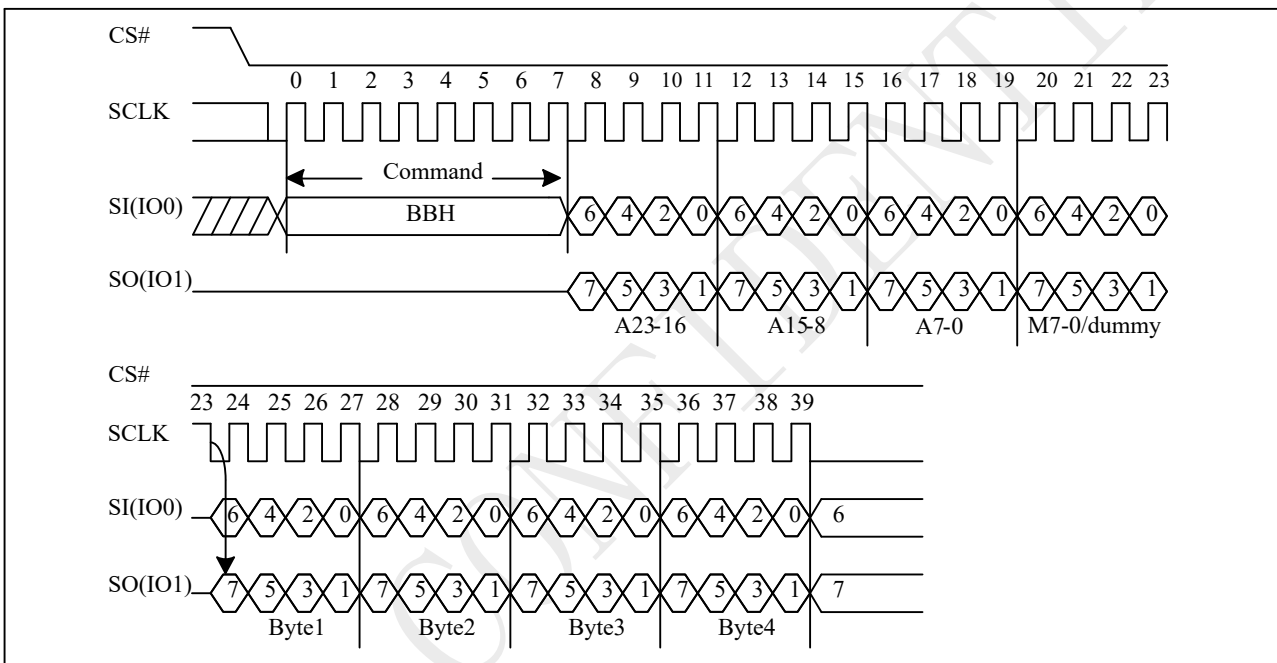 CS#
0 1 2 3 4 5 6 7 8 9 10 11 12 13 14 15 16 17 18 19 20 21 22 23
SCLK
Command
SI(IO0) BBH 6 4 2 0 6 4 2 0 6 4 2 0 6 4 2 0
SO(IO1) 7 5 3 1 7 5 3 1 7 5 3 1 7 5 3 1
A23-16 A15-8 A7-0 M7-0/dummy
CS#
23 24 25 26 27 28 29 30 31 32 33 34 35 36 37 38 39
SCLK
SI(IO0) 6 4 2 0 6 4 2 0 6 4 2 0 6 4 2 0 6
SO(IO1) 7 5 3 1 7 5 3 1 7 5 3 1 7 5 3 1 7
Byte1 Byte2 Byte3 Byte4
CONFIDENT